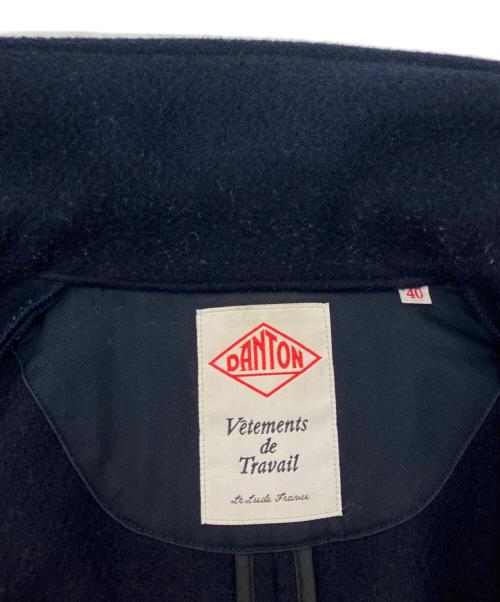 40
DANTON
Vêtements
de
Travail
Le Lude France